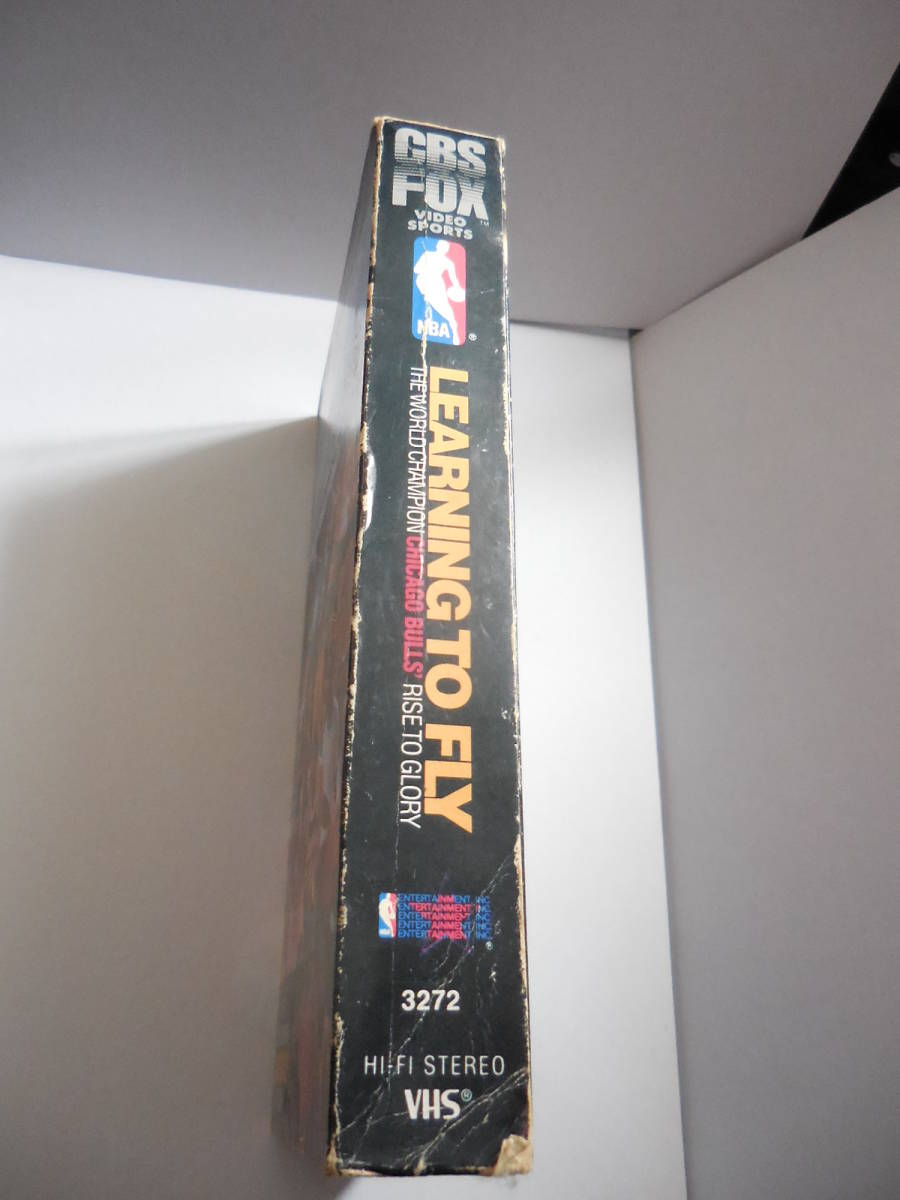 CBS
FOX
VIDEO
SPORTS™
NBA®
LEARNING TO FLY
THE WORLD CHAMPION CHICAGO BULLS' RISE TO GLORY
ENTERTAINMENT, INC.
ENTERTAINMENT INC
ENTERTAINMENT INC
ENTERTAINMENT INC
ENTERTAINMENT INC
®
3272
HI-FI STEREO
VHS®